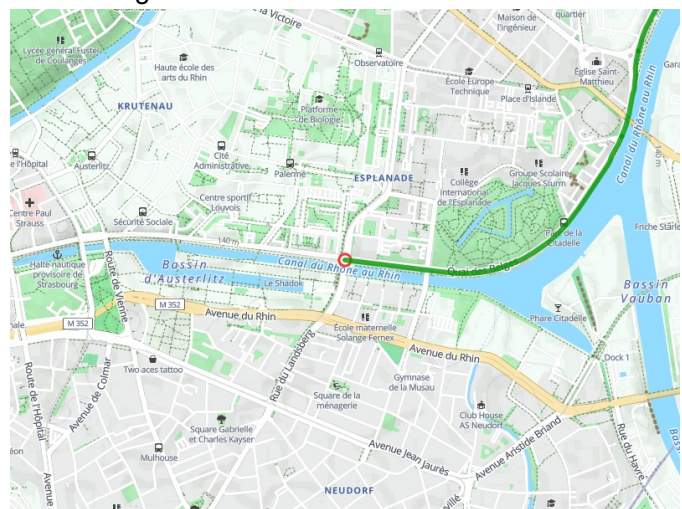 la Victoire
Maison de
l'ingénieur
quartier
Lycée général Fustel
de Coulanges
Haute école des
arts du Rhin
Observatoire
École Europe
Technique
Église Saint-
Matthieu
Gara
Place d'Islande
KRUTENAU
Plateforme
de Biologie
Canal du Rhône au Rhin
140 m
Cité
Administrative
Austerlitz
e l'Hôpital
Palerme
ESPLANADE
Collège
international
de l'Esplanade
Groupe Scolaire
Jacques Sturm
Centre Paul
Strauss
Centre sportif
Louvois
Sécurité Sociale
Parc de la
Citadelle
Friche Starle
140 m
Halte nautique
provisoire de
Strasbourg
Route de Vienne
Bassin
d'Austerlitz
Canal du Rhône au Rhin
Quai des Belges
Le Shadok
Bassin
Vauban
M 352
M 352
Avenue du Rhin
Phare Citadelle
École maternelle
Solange Fernex
Avenue du Rhin
Dock 1
Two aces tattoo
Rue du Landsberg
Route de l'Hôpital
Avenue de Colmar
Gymnase
de la Musau
Square de la
ménagerie
Club House
AS Neudorf
Square Gabrielle
et Charles Kayser
Mulhouse
Avenue Jean Jaurès
Avenue Aristide Briand
Rue du Havre
NEUDORF